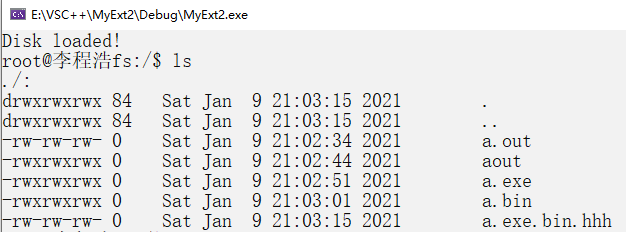 E:\VSC++\MyExt2\Debug\MyExt2.exe
Disk loaded!
root@李程浩fs:/$ ls
./:
drwxrwxrwx 84 Sat Jan 9 21:03:15 2021 .
drwxrwxrwx 84 Sat Jan 9 21:03:15 2021 ..
-rw-rw-rw- 0 Sat Jan 9 21:02:34 2021 a.out
-rwxrwxrwx 0 Sat Jan 9 21:02:44 2021 aout
-rwxrwxrwx 0 Sat Jan 9 21:02:51 2021 a.exe
-rwxrwxrwx 0 Sat Jan 9 21:03:01 2021 a.bin
-rw-rw-rw- 0 Sat Jan 9 21:03:15 2021 a.exe.bin.hhh